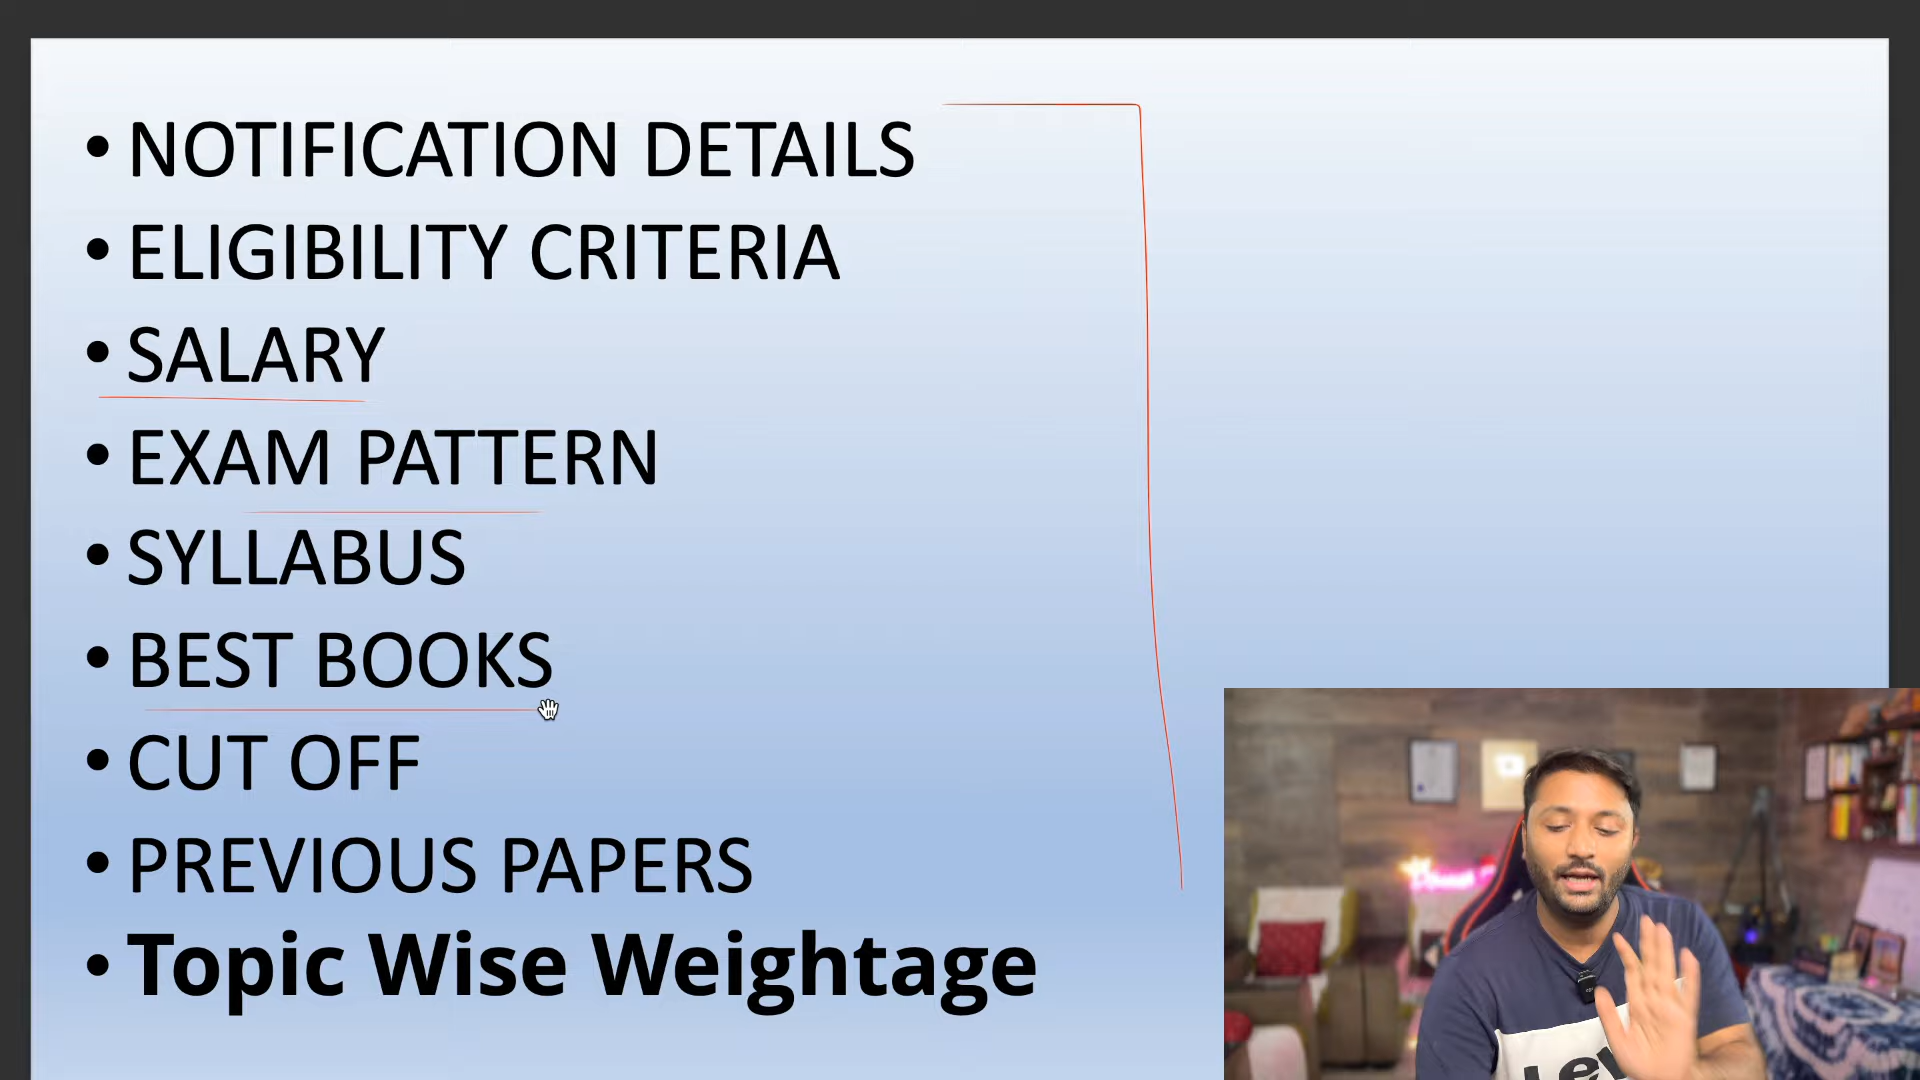 • NOTIFICATION DETAILS
• ELIGIBILITY CRITERIA
• SALARY
• EXAM PATTERN
• SYLLABUS
• BEST BOOKS
• CUT OFF
• PREVIOUS PAPERS
• Topic Wise Weightage